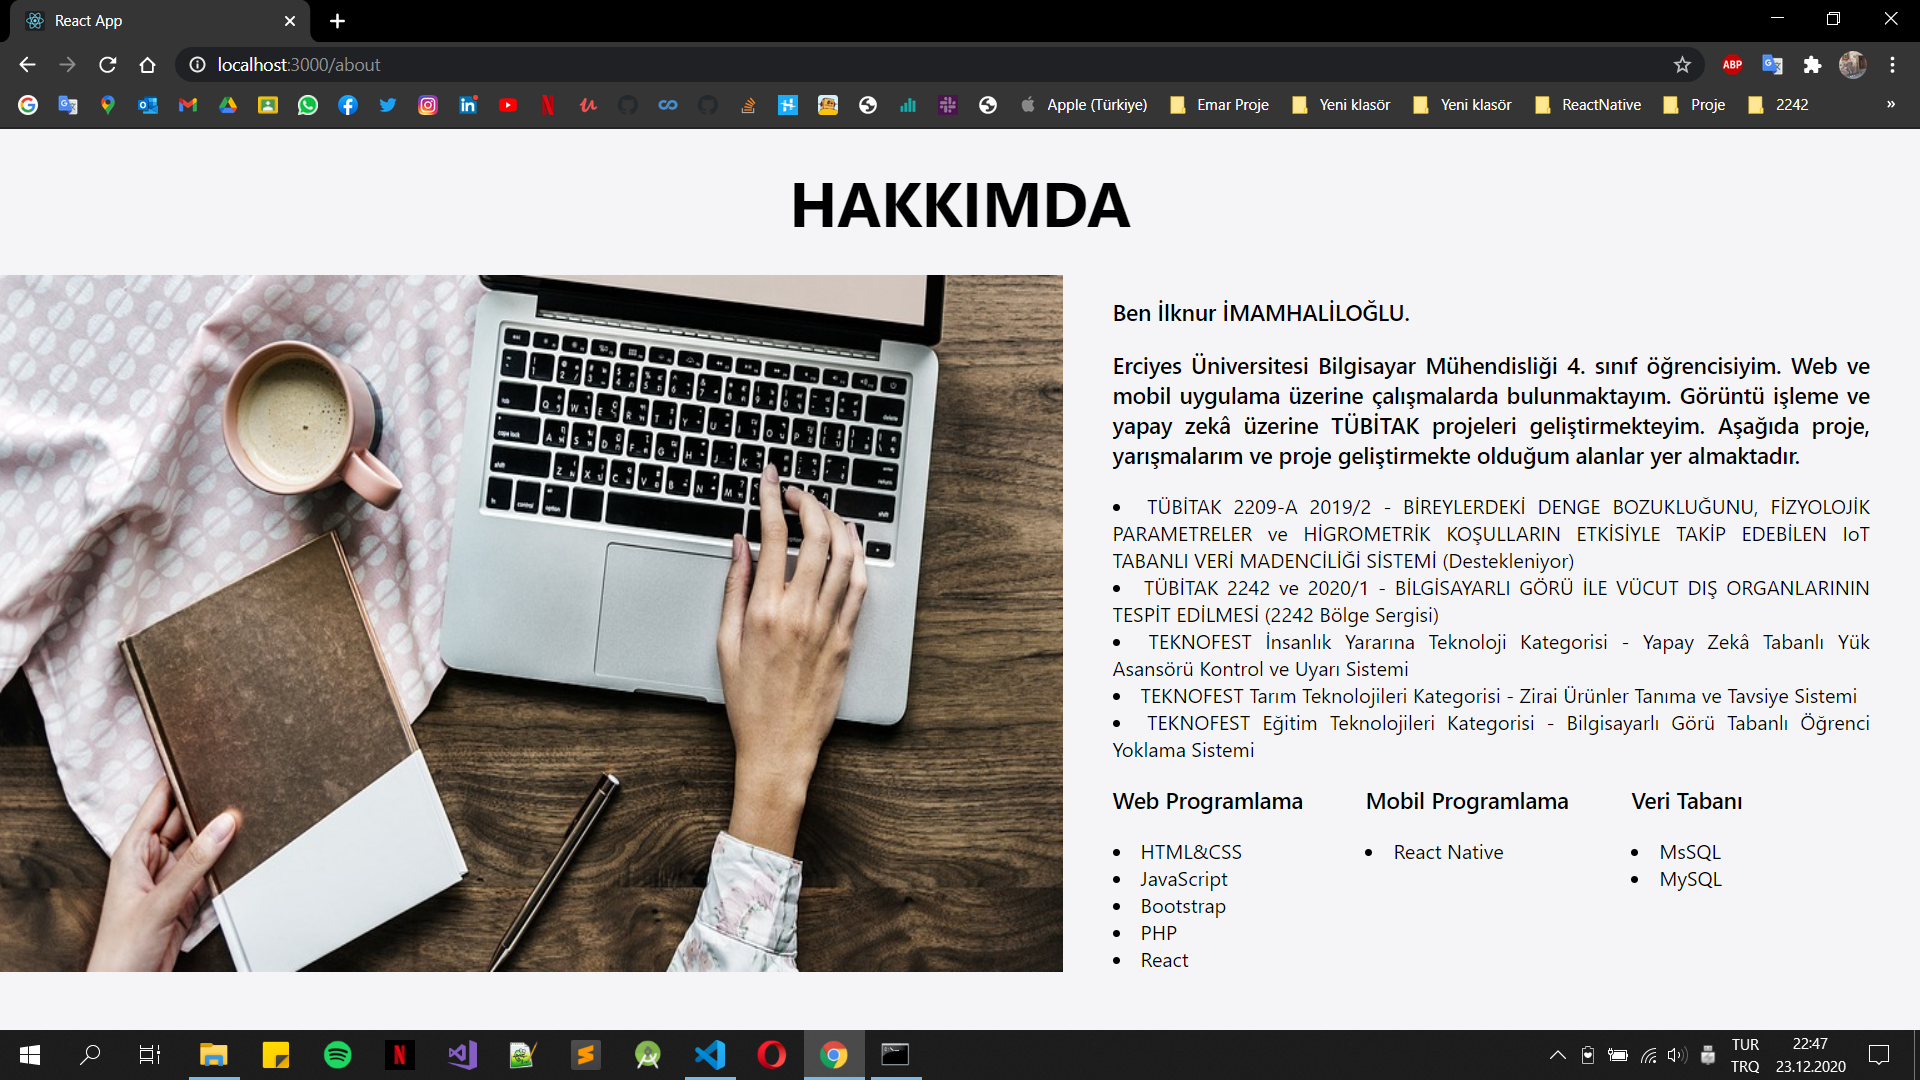 React App
localhost:3000/about
ABP
Apple (Türkiye)
Emar Proje
Yeni klasör
Yeni klasör
ReactNative
Proje
2242
»
HAKKIMDA
Ben İlknur İMAMHALİLOĞLU.
Erciyes Üniversitesi Bilgisayar Mühendisliği 4. sınıf öğrencisiyim. Web ve
mobil uygulama üzerine çalışmalarda bulunmaktayım. Görüntü işleme ve
yapay zekâ üzerine TÜBİTAK projeleri geliştirmekteyim. Aşağıda proje,
yarışmalarım ve proje geliştirmekte olduğum alanlar yer almaktadır.
• TÜBİTAK 2209-A 2019/2 - BİREYLERDEKİ DENGE BOZUKLUĞUNU, FİZYOLOJİK
PARAMETRELER ve HİGROMETRİK KOŞULLARIN ETKİSİYLE TAKİP EDEBİLEN IoT
TABANLI VERİ MADENCİLİĞİ SİSTEMİ (Destekleniyor)
• TÜBİTAK 2242 ve 2020/1 - BİLGİSAYARLI GÖRÜ İLE VÜCUT DIŞ ORGANLARININ
TESPİT EDİLMESİ (2242 Bölge Sergisi)
• TEKNOFEST İnsanlık Yararına Teknoloji Kategorisi - Yapay Zekâ Tabanlı Yük
Asansörü Kontrol ve Uyarı Sistemi
• TEKNOFEST Tarım Teknolojileri Kategorisi - Zirai Ürünler Tanıma ve Tavsiye Sistemi
• TEKNOFEST Eğitim Teknolojileri Kategorisi - Bilgisayarlı Görü Tabanlı Öğrenci
Yoklama Sistemi
Web Programlama
• HTML&CSS
• JavaScript
• Bootstrap
• PHP
• React
Mobil Programlama
• React Native
Veri Tabanı
• MsSQL
• MySQL
TUR
TRQ
22:47
23.12.2020